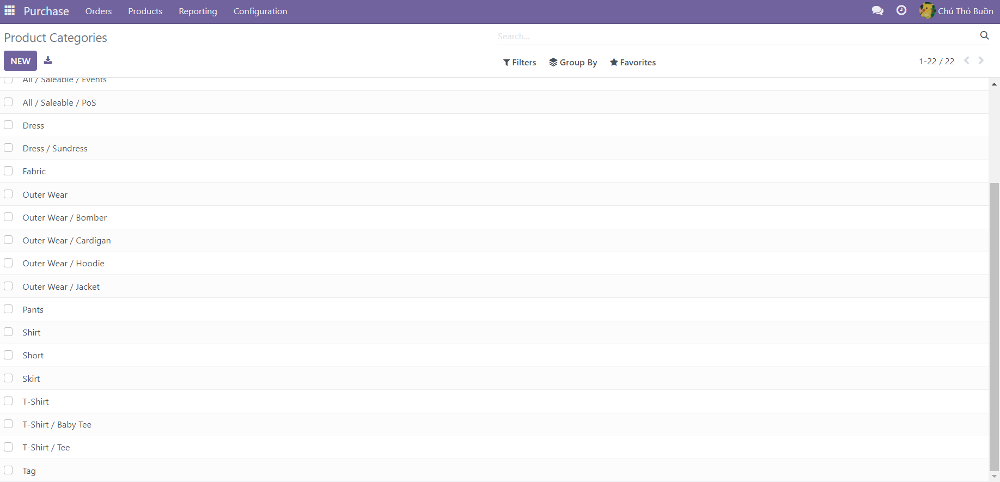 Purchase Orders Products Reporting Configuration Chú Thỏ Buồn
Product Categories
Search...
NEW
Filters Group By Favorites
1-22 / 22
All / Saleable / Events
All / Saleable / PoS
Dress
Dress / Sundress
Fabric
Outer Wear
Outer Wear / Bomber
Outer Wear / Cardigan
Outer Wear / Hoodie
Outer Wear / Jacket
Pants
Shirt
Short
Skirt
T-Shirt
T-Shirt / Baby Tee
T-Shirt / Tee
Tag